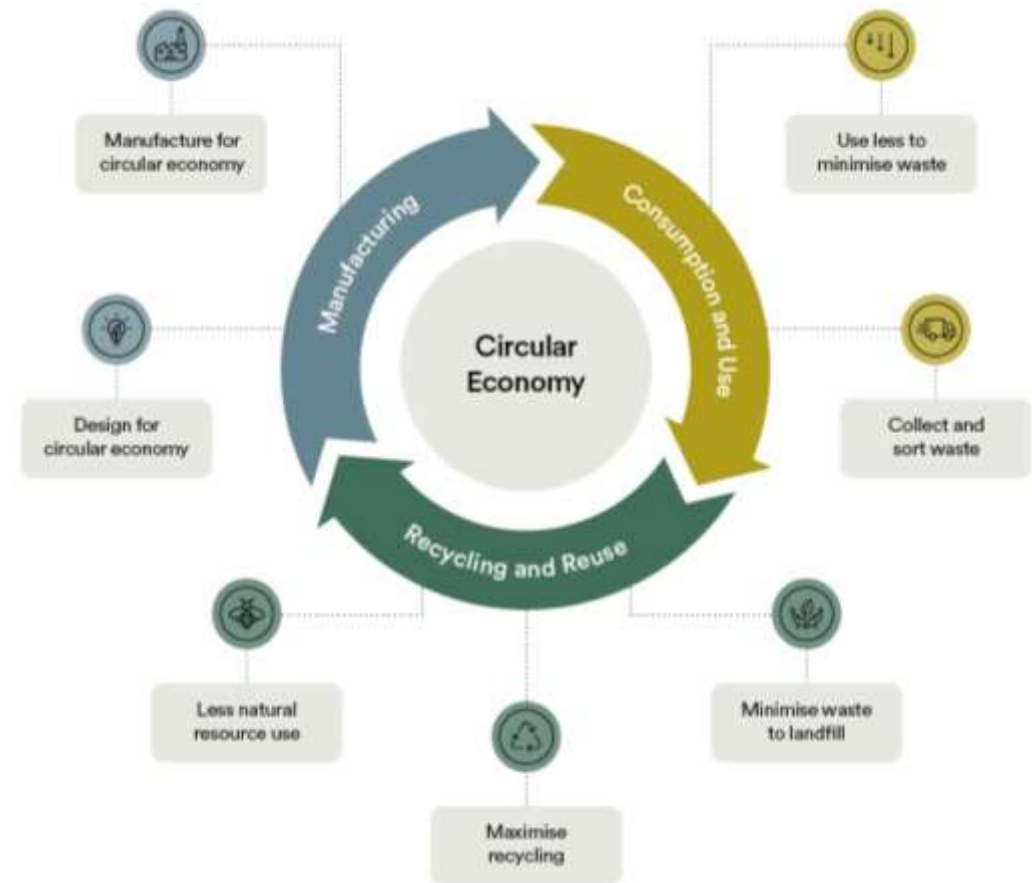 Manufacture for
circular economy
Use less to
minimise waste
Manufacturing
Consumption and Use
Circular
Economy
Design for
circular economy
Collect and
sort waste
Recycling and Reuse
Less natural
resource use
Minimise waste
to landfill
Maximise
recycling